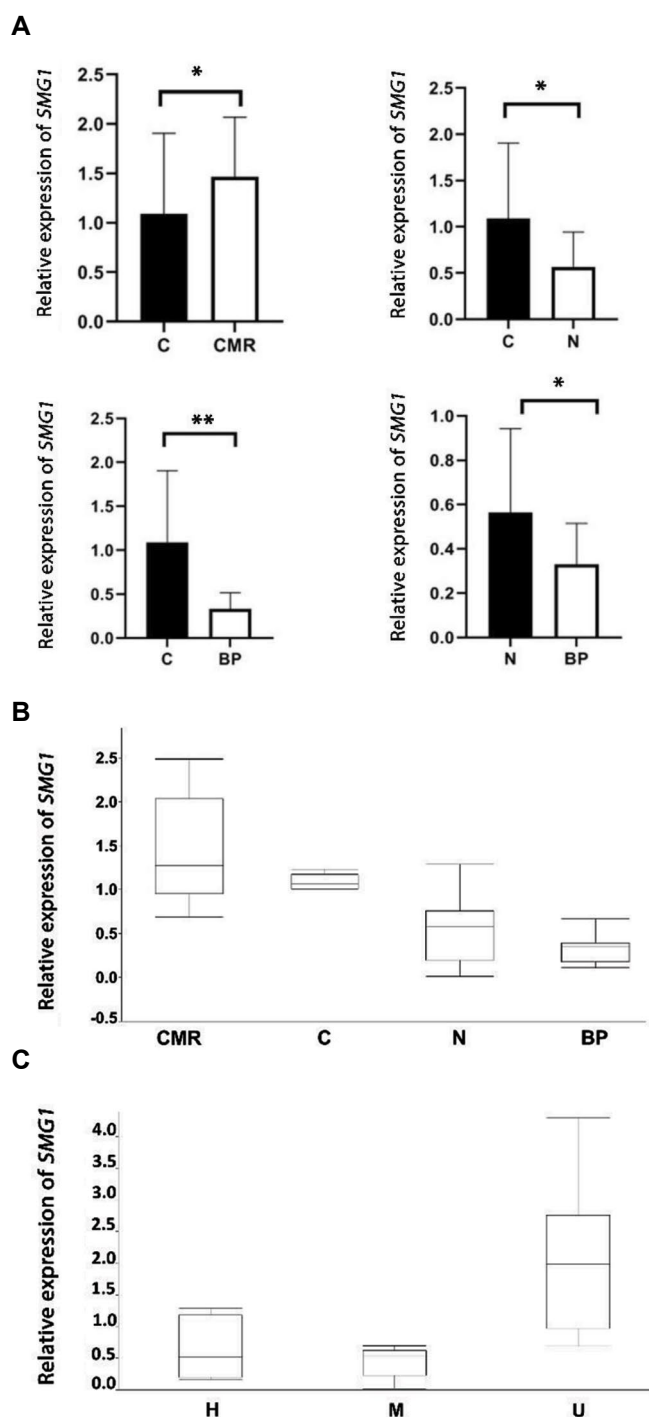 A
Relative expression of SMG1
2.5
2.0
1.5
1.0
0.5
0.0
*
C CMR
Relative expression of SMG1
2.5
2.0
1.5
1.0
0.5
0.0
*
C N
Relative expression of SMG1
2.5
2.0
1.5
1.0
0.5
0.0
**
C BP
Relative expression of SMG1
1.0
0.8
0.6
0.4
0.2
0.0
*
N BP
B
Relative expression of SMG1
2.5
2.0
1.5
1.0
0.5
0.0
-0.5
CMR C N BP
C
Relative expression of SMG1
4.0
3.5
3.0
2.5
2.0
1.5
1.0
0.5
0.0
H M U